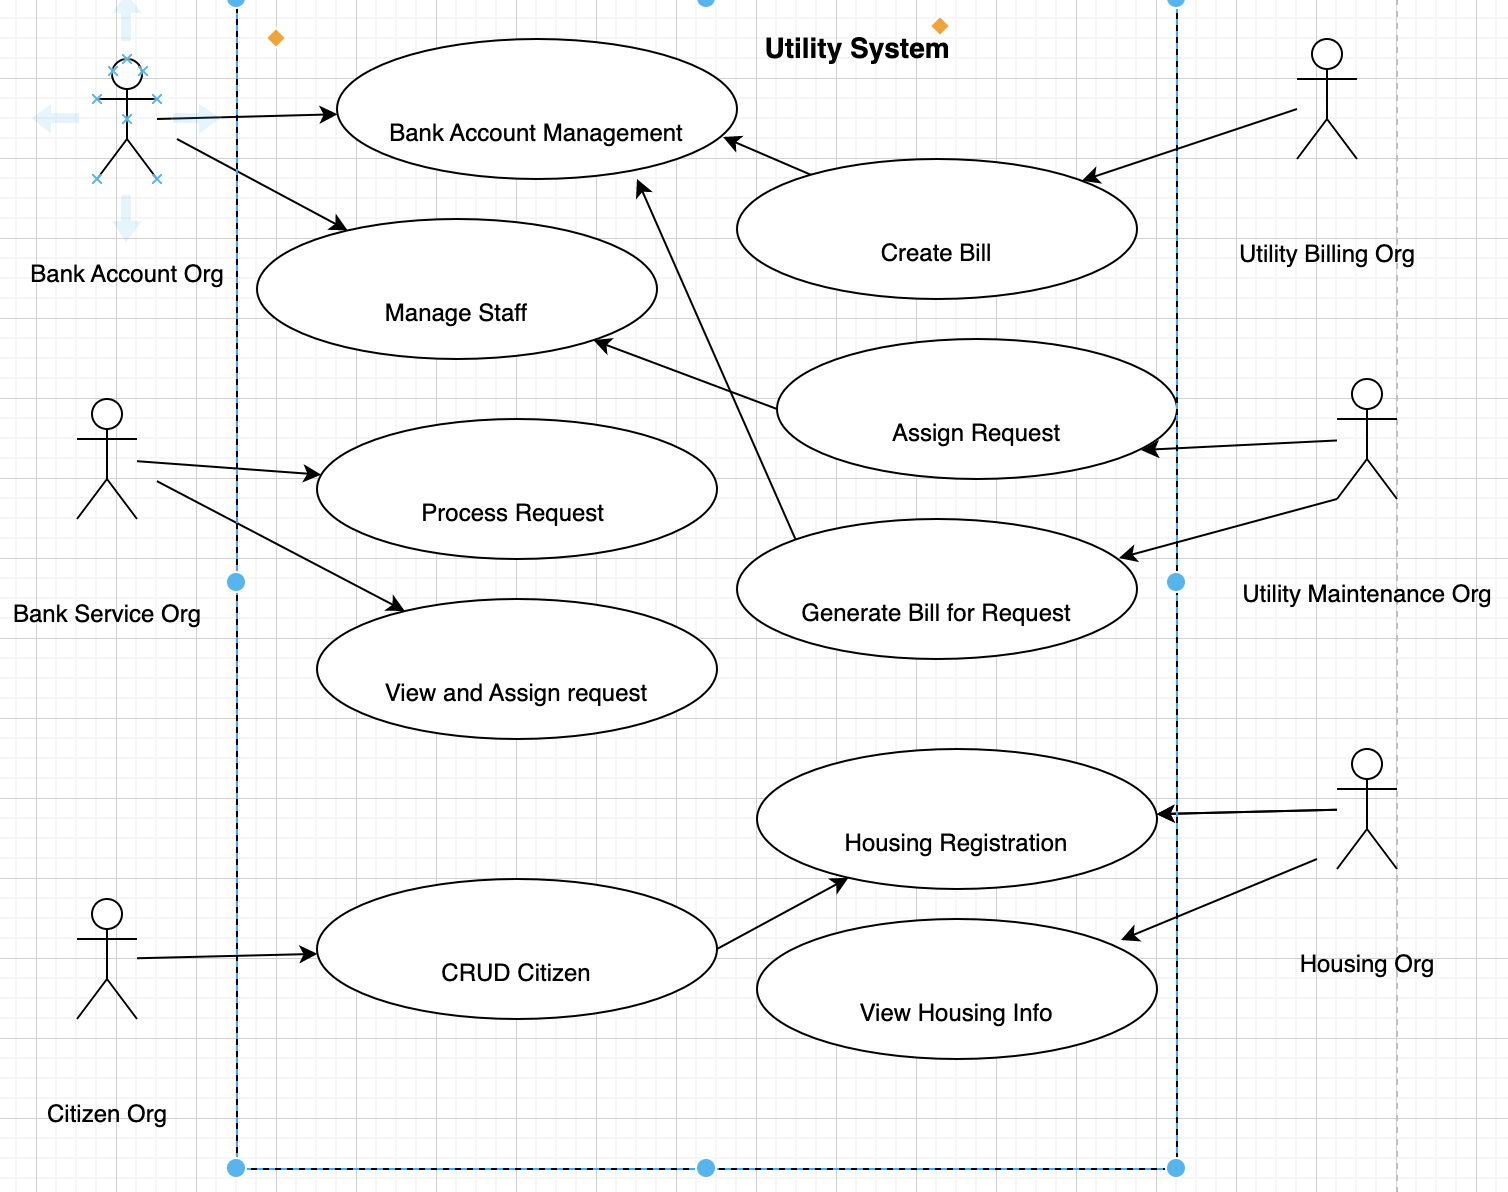 Utility System
Bank Account Management
Create Bill
Utility Billing Org
Bank Account Org
Manage Staff
Assign Request
Process Request
Utility Maintenance Org
Bank Service Org
Generate Bill for Request
View and Assign request
Housing Registration
Housing Org
CRUD Citizen
View Housing Info
Citizen Org